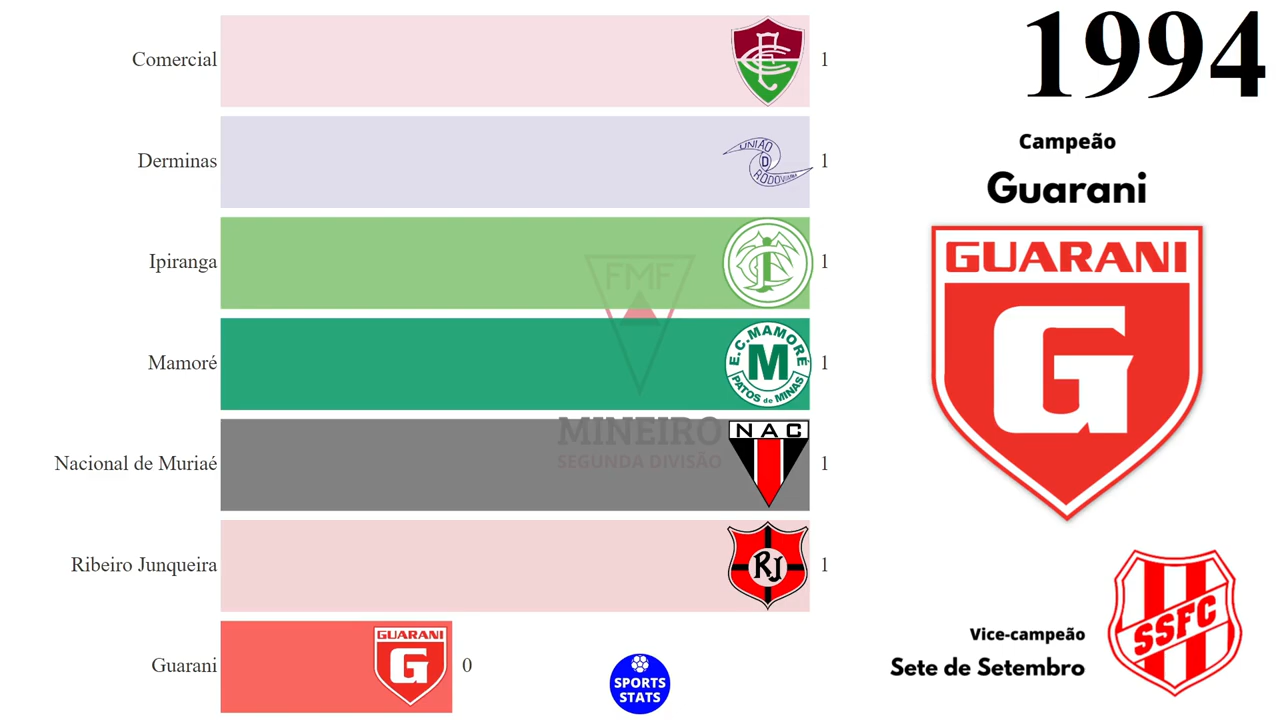 1994
Comercial
1
Derminas
UNIÃO
D
1
Ipiranga
1
Mamoré
E.C. MAMORÉ
M
PATOS de MINAS
1
Nacional de Muriaé
NAC
1
Ribeiro Junqueira
RJ
1
Guarani
GUARANI
G
0
FMF
MINEIRO
SEGUNDA DIVISÃO
SPORTS
STATS
Campeão
Guarani
GUARANI
G
Vice-campeão
Sete de Setembro
SSFC